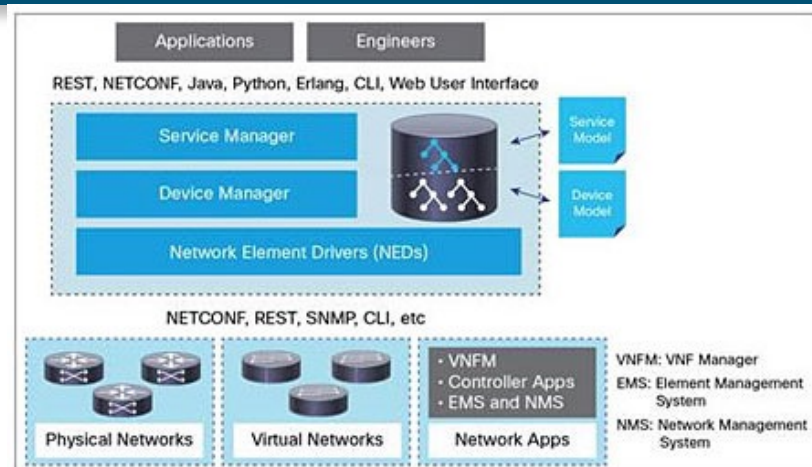 Applications
Engineers
REST, NETCONF, Java, Python, Erlang, CLI, Web User Interface
Service Manager
Device Manager
Network Element Drivers (NEDs)
Service
Model
Device
Model
NETCONF, REST, SNMP, CLI, etc
Physical Networks
Virtual Networks
• VNFM
• Controller Apps
• EMS and NMS
Network Apps
VNFM: VNF Manager
EMS: Element Management
System
NMS: Network Management
System